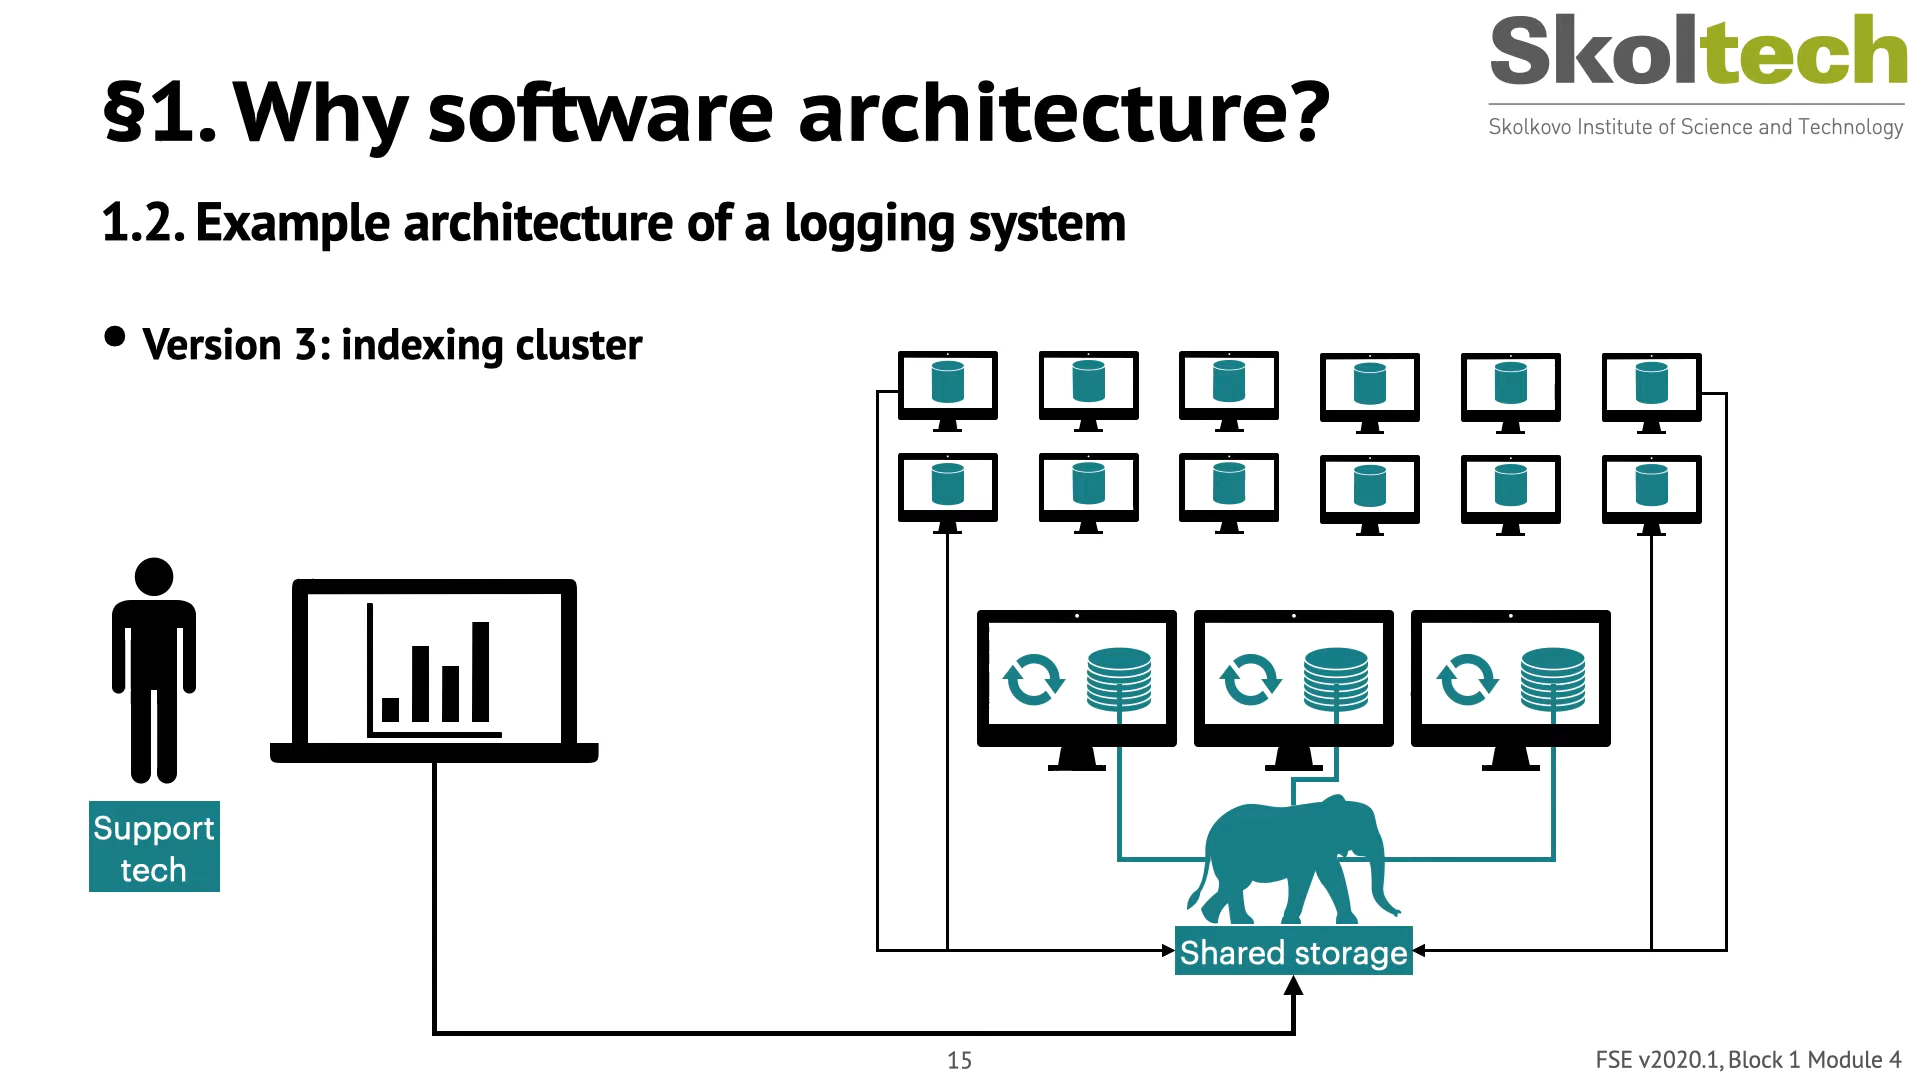 Skoltech
Skolkovo Institute of Science and Technology
§1. Why software architecture?
1.2. Example architecture of a logging system
• Version 3: indexing cluster
Support
tech
Shared storage
15
FSE v2020.1, Block 1 Module 4